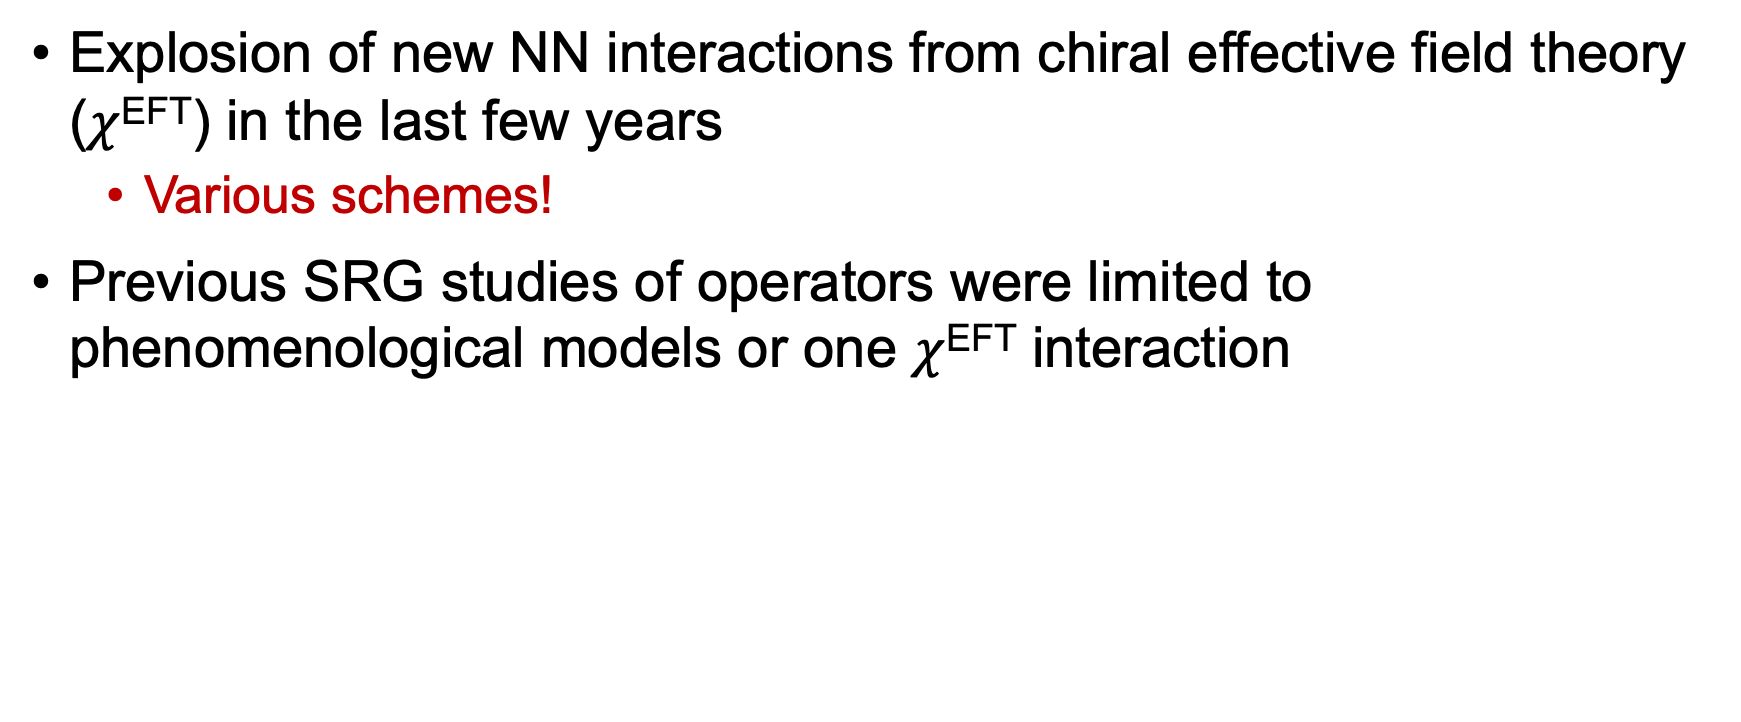 • Explosion of new NN interactions from chiral effective field theory
(χᴱᶠᵀ) in the last few years
• Various schemes!
• Previous SRG studies of operators were limited to
phenomenological models or one χᴱᶠᵀ interaction